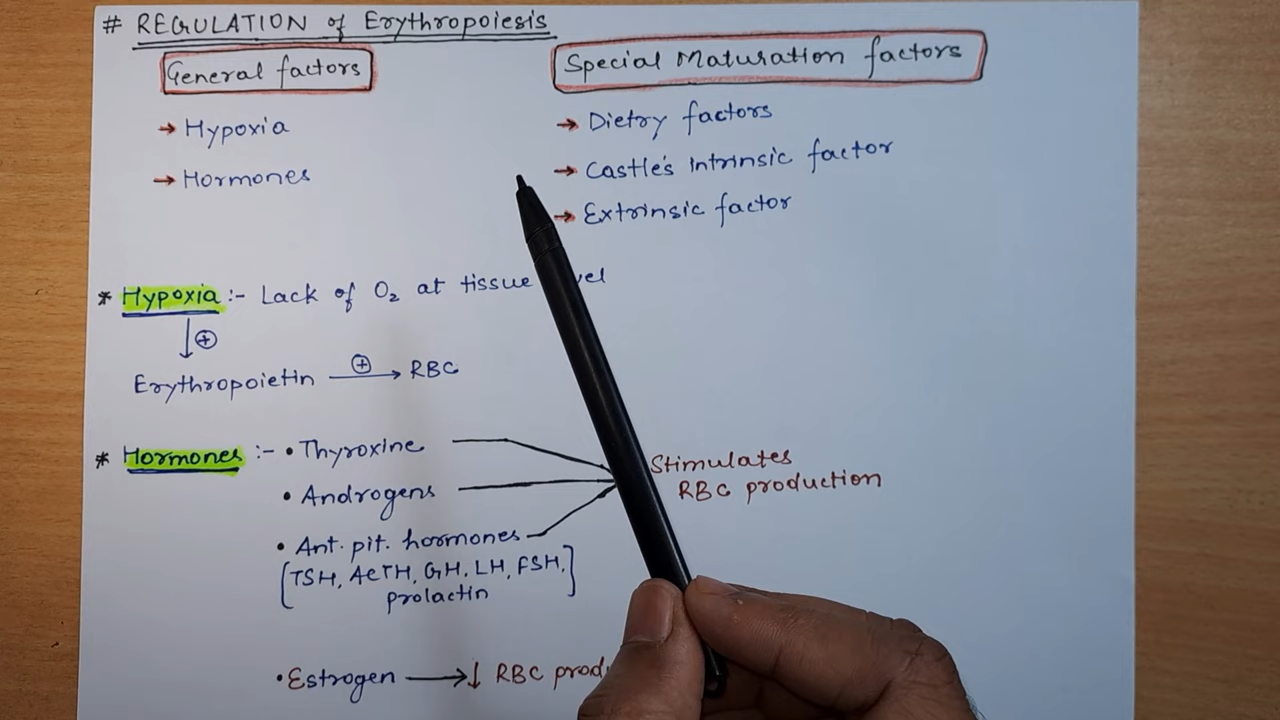 # REGULATION of Erythropoiesis
General factors
→ Hypoxia
→ Hormones
Special Maturation factors
→ Dietry factors
→ Castle's Intrinsic factor
→ Extrinsic factor
* Hypoxia :- Lack of O₂ at tissue
↓ ⊕
Erythropoietin ⊕→ RBC
* Hormones :- • Thyroxine
• Androgens
• Ant. pit. hormones
[TSH, ACTH, GH, LH, FSH,
prolactin]
Stimulates
RBC production
• Estrogen → ↓ RBC